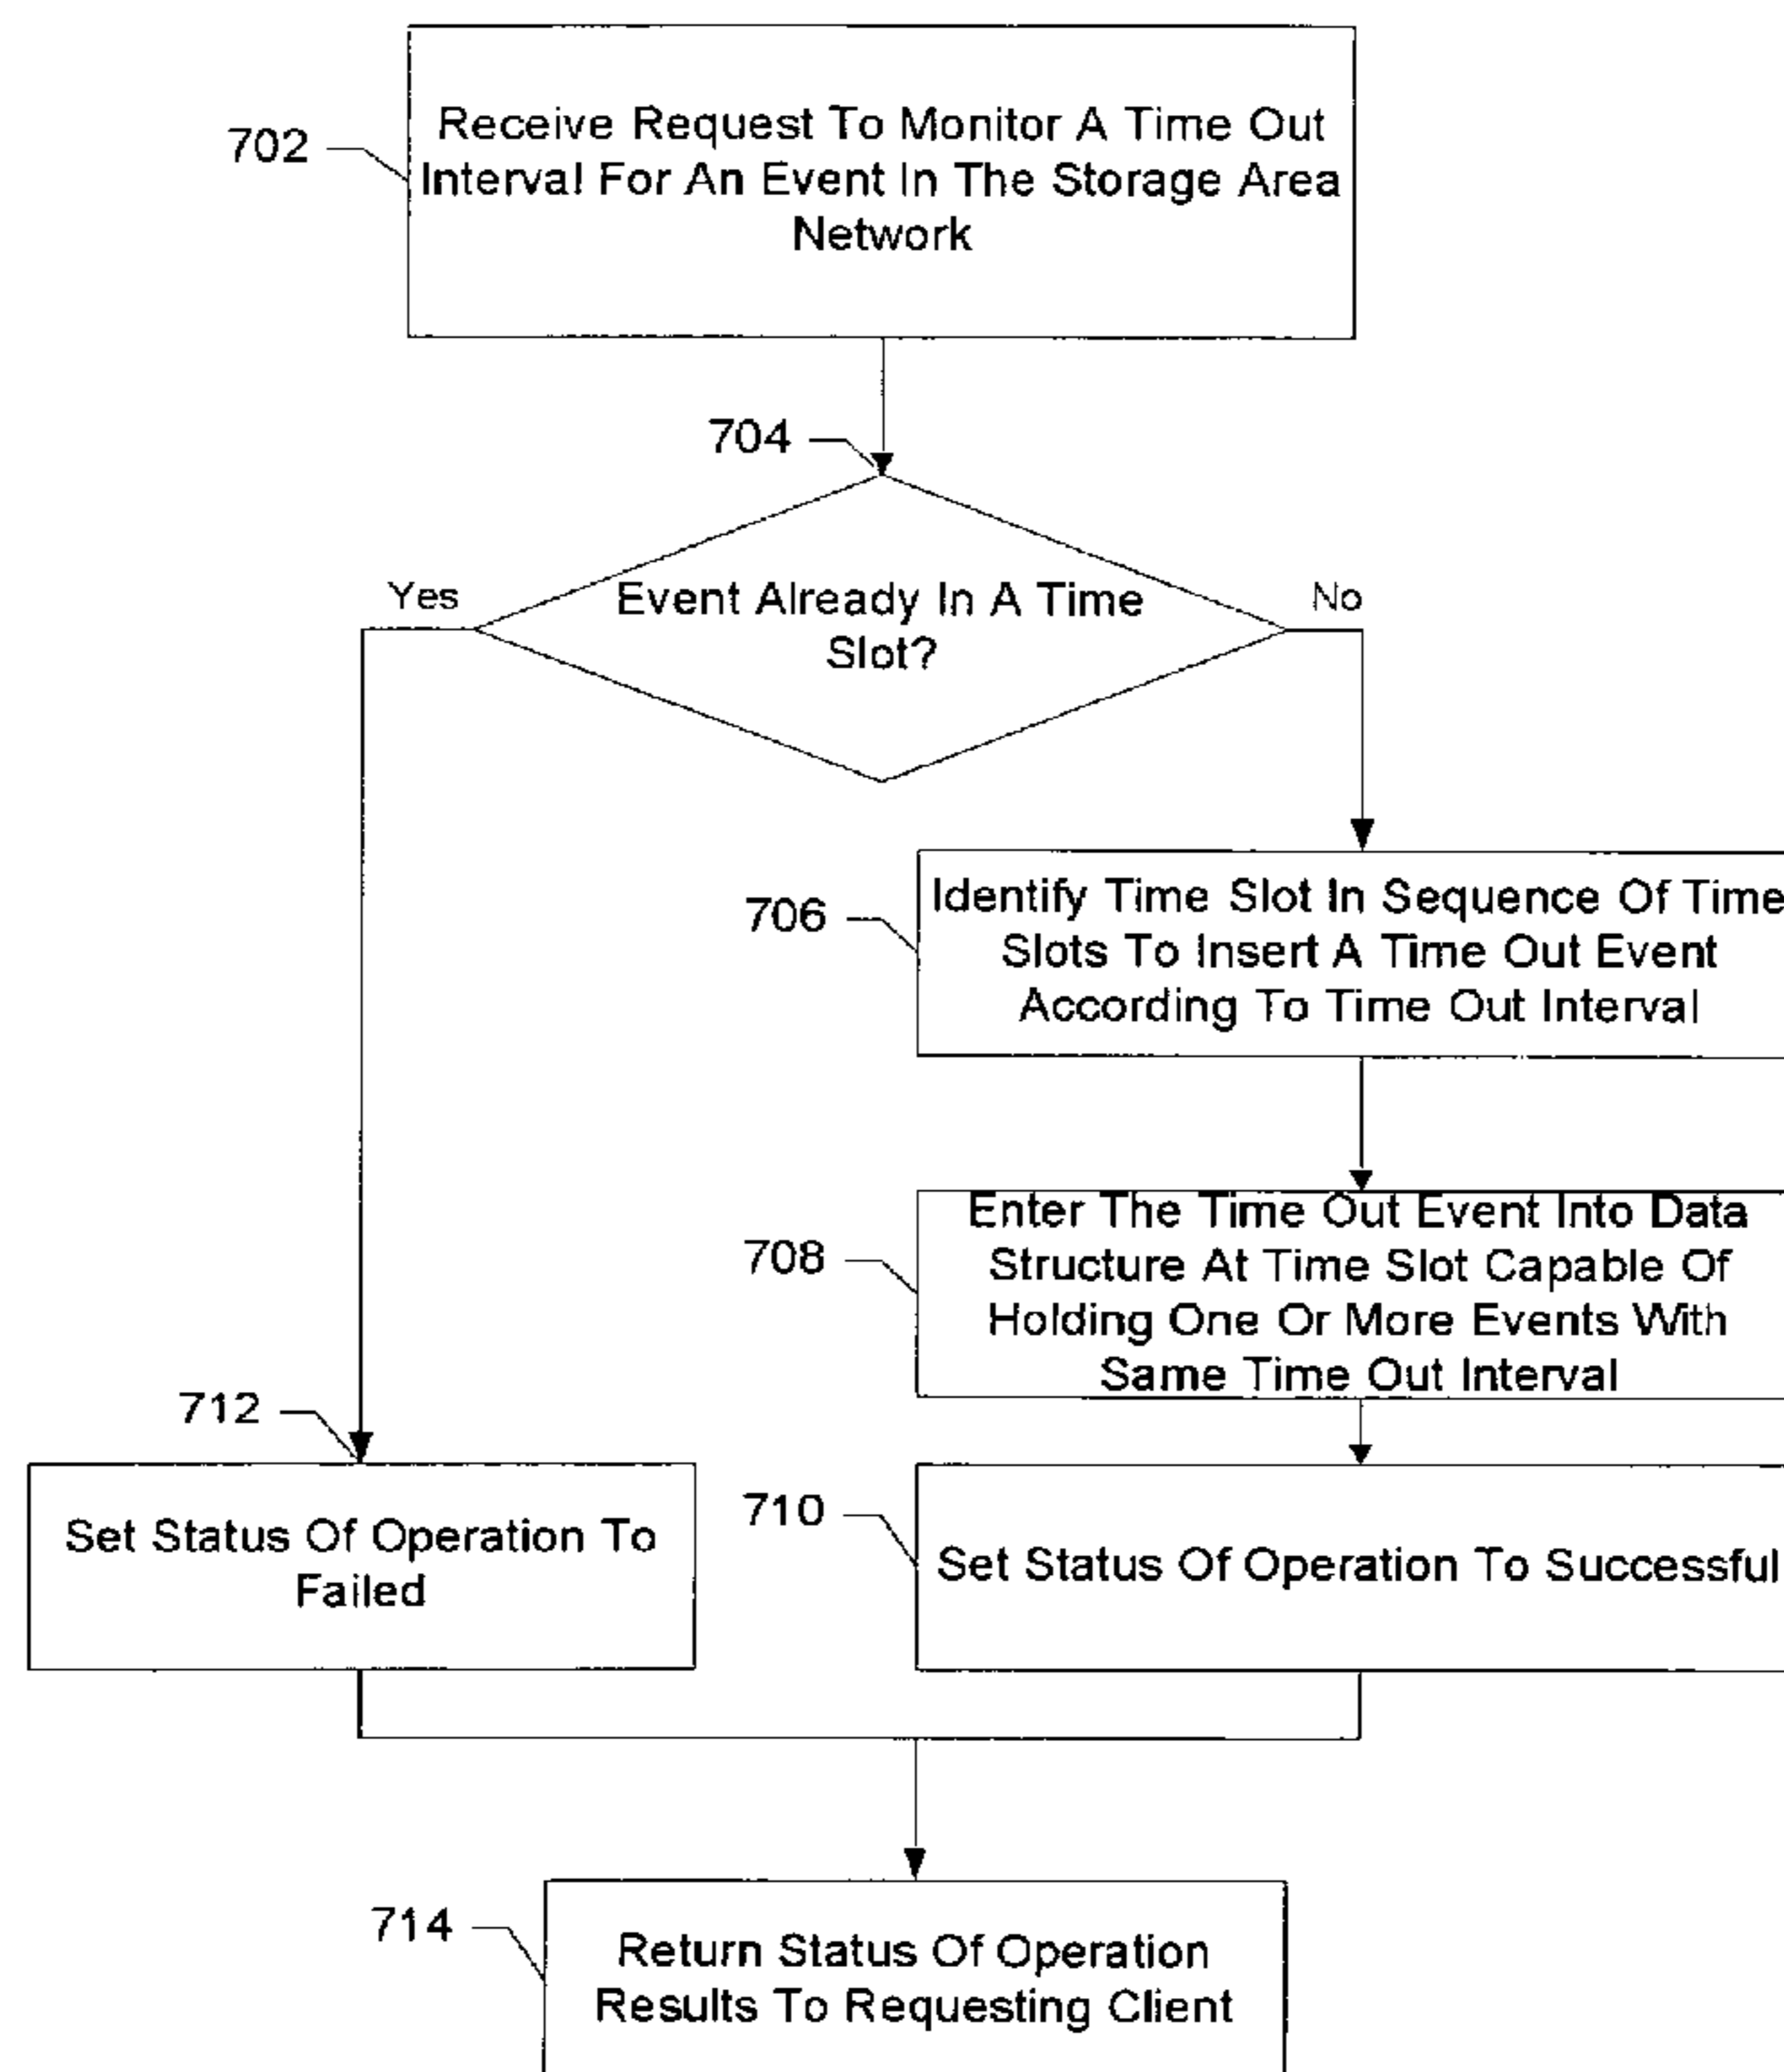 702
Receive Request To Monitor A Time Out
Interval For An Event In The Storage Area
Network
704
Yes
Event Already In A Time
Slot?
No
706
Identify Time Slot In Sequence Of Time
Slots To Insert A Time Out Event
According To Time Out Interval
708
Enter The Time Out Event Into Data
Structure At Time Slot Capable Of
Holding One Or More Events With
Same Time Out Interval
712
Set Status Of Operation To
Failed
710
Set Status Of Operation To Successful
714
Return Status Of Operation
Results To Requesting Client